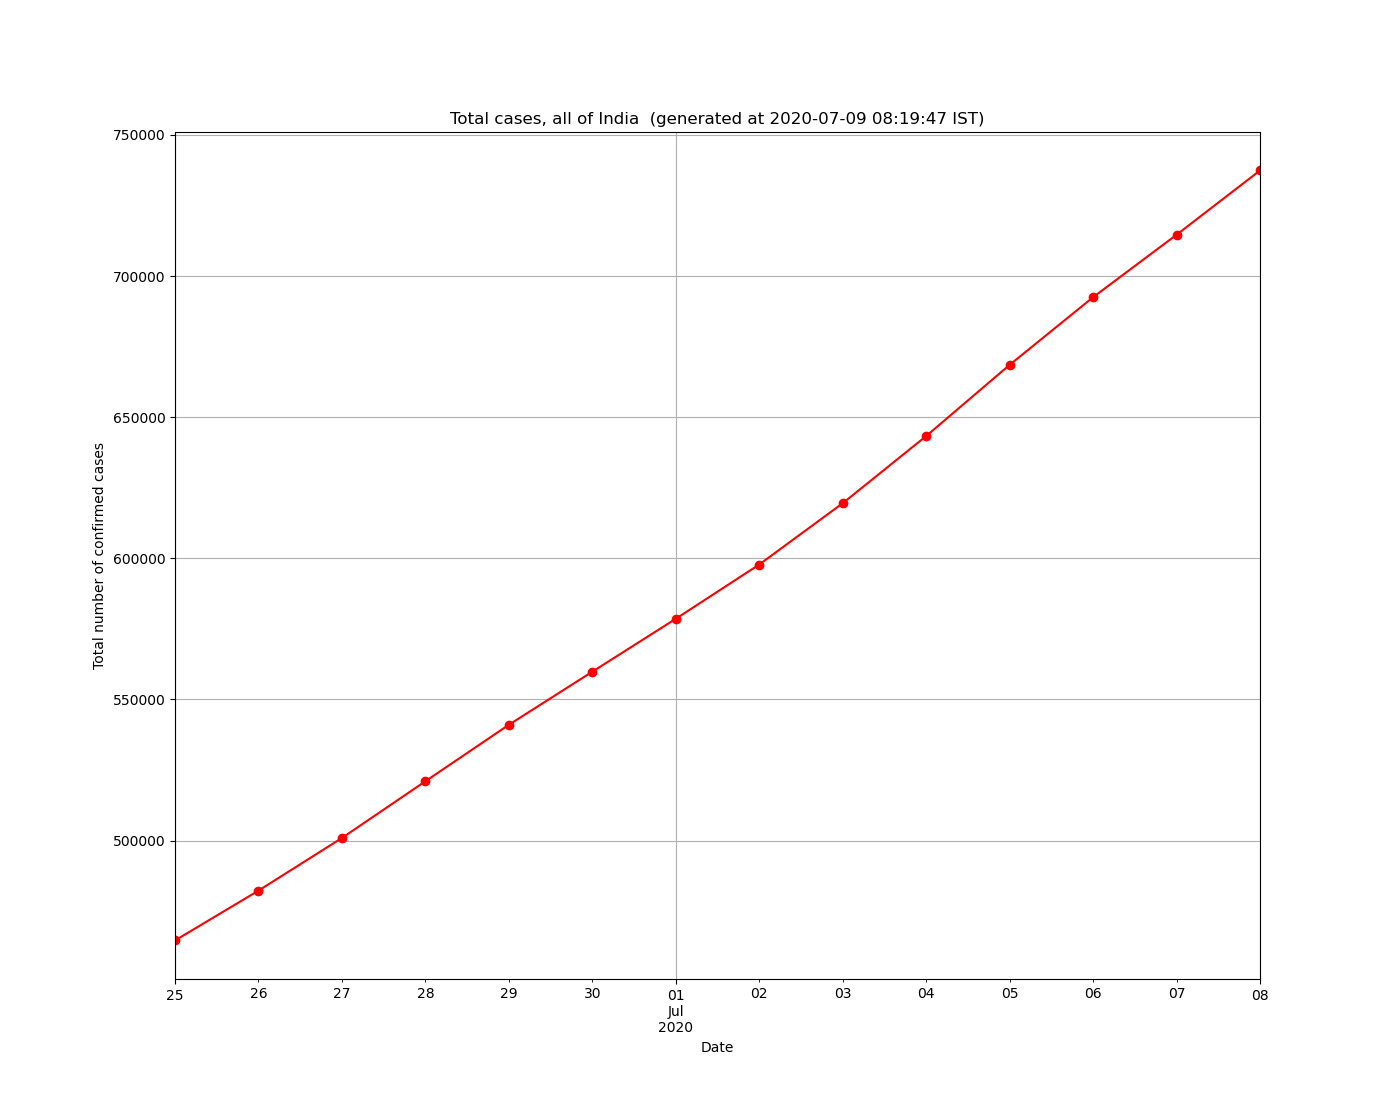 Total cases, all of India  (generated at 2020-07-09 08:19:47 IST)
750000
700000
650000
600000
550000
500000
Total number of confirmed cases
25 26 27 28 29 30 01 02 03 04 05 06 07 08
Jul
2020
Date